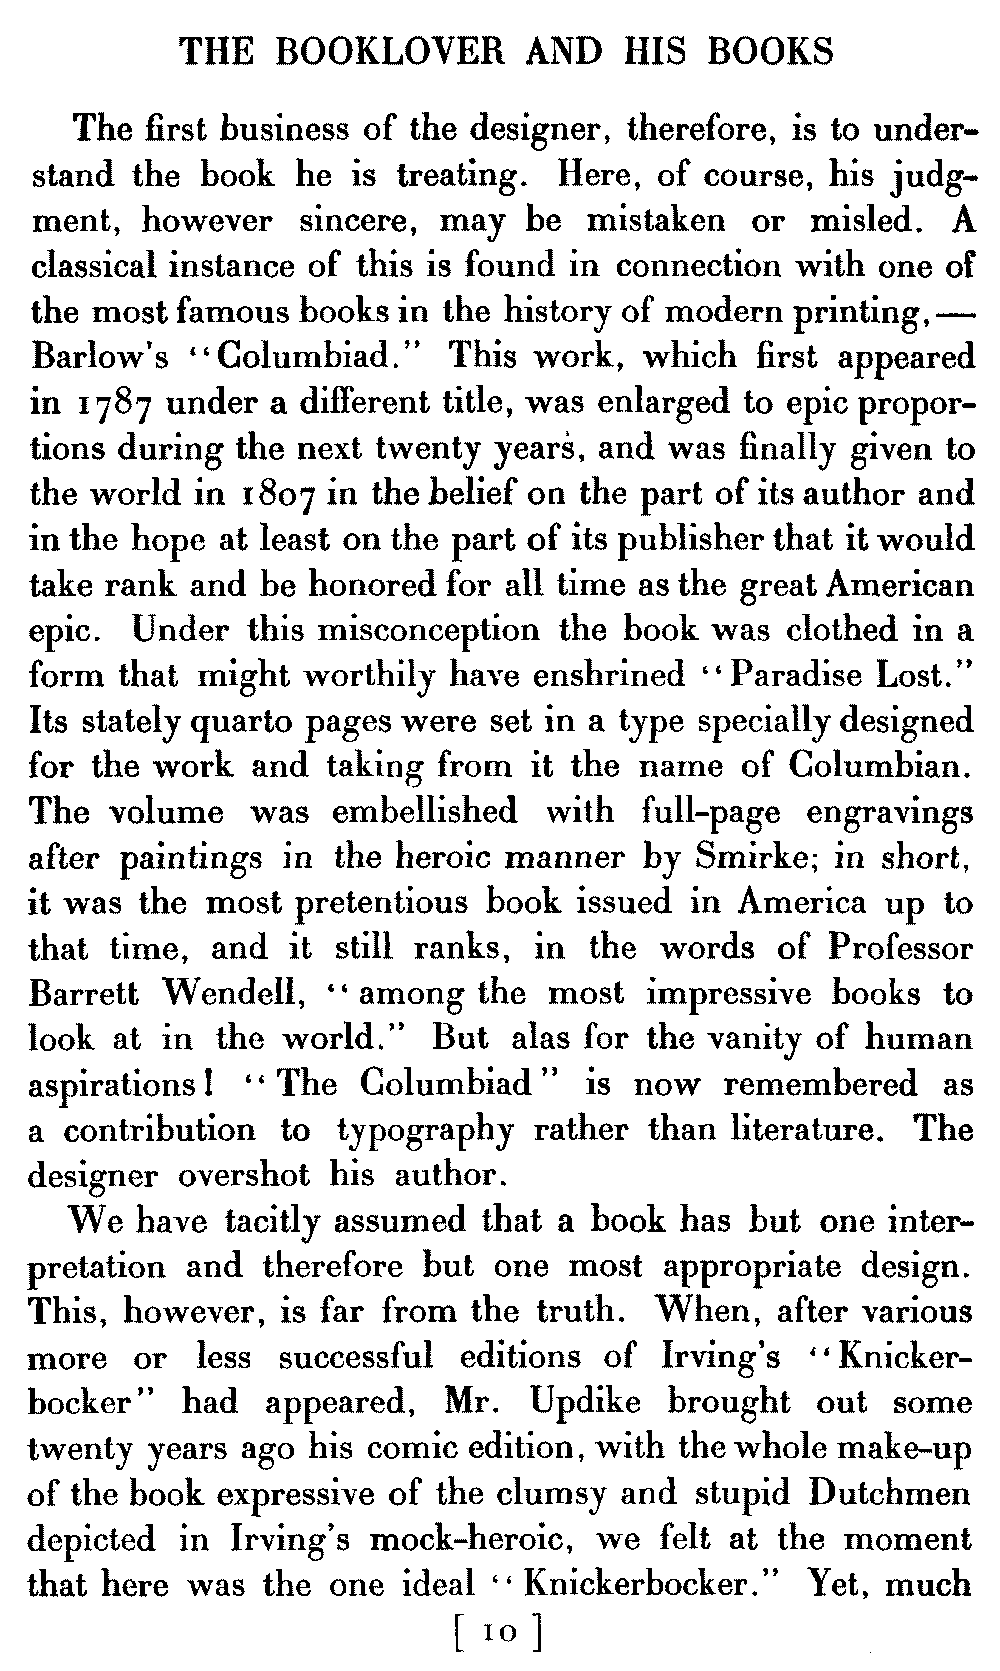 THE BOOKLOVER AND HIS BOOKS
The first business of the designer, therefore, is to under-
stand the book he is treating. Here, of course, his judg-
ment, however sincere, may be mistaken or misled. A
classical instance of this is found in connection with one of
the most famous books in the history of modern printing,—
Barlow's "Columbiad." This work, which first appeared
in 1787 under a different title, was enlarged to epic propor-
tions during the next twenty years, and was finally given to
the world in 1807 in the belief on the part of its author and
in the hope at least on the part of its publisher that it would
take rank and be honored for all time as the great American
epic. Under this misconception the book was clothed in a
form that might worthily have enshrined "Paradise Lost."
Its stately quarto pages were set in a type specially designed
for the work and taking from it the name of Columbian.
The volume was embellished with full-page engravings
after paintings in the heroic manner by Smirke; in short,
it was the most pretentious book issued in America up to
that time, and it still ranks, in the words of Professor
Barrett Wendell, "among the most impressive books to
look at in the world." But alas for the vanity of human
aspirations! "The Columbiad" is now remembered as
a contribution to typography rather than literature. The
designer overshot his author.
We have tacitly assumed that a book has but one inter-
pretation and therefore but one most appropriate design.
This, however, is far from the truth. When, after various
more or less successful editions of Irving's "Knicker-
bocker" had appeared, Mr. Updike brought out some
twenty years ago his comic edition, with the whole make-up
of the book expressive of the clumsy and stupid Dutchmen
depicted in Irving's mock-heroic, we felt at the moment
that here was the one ideal "Knickerbocker." Yet, much
[ 10 ]